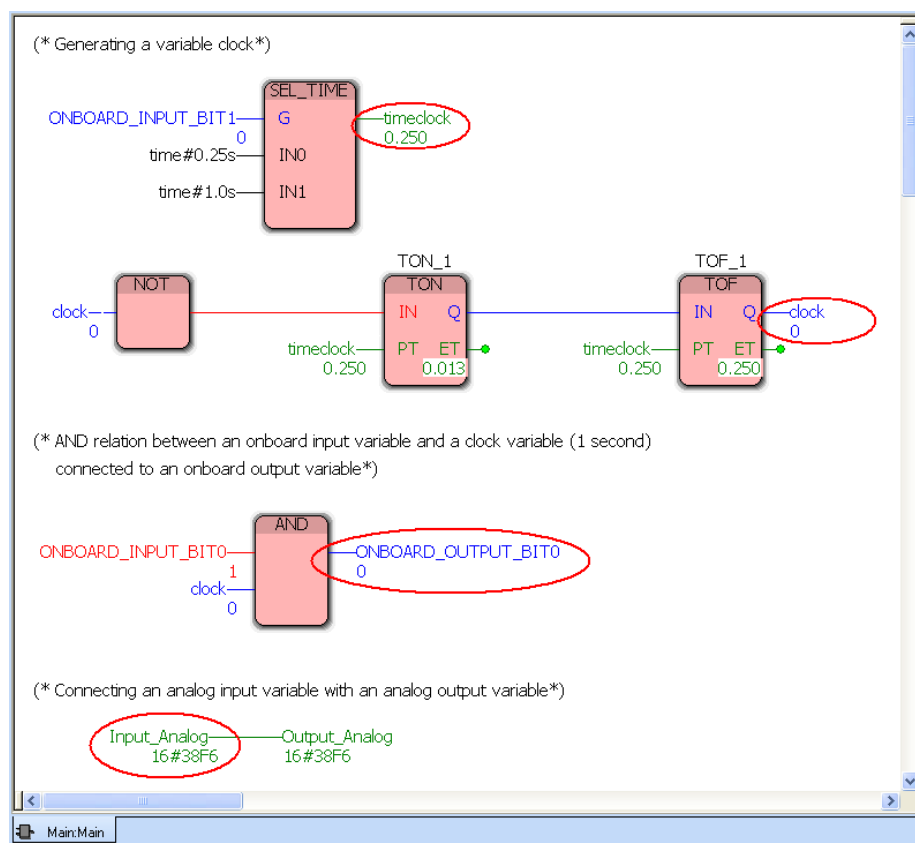 (* Generating a variable clock*)
SEL_TIME
ONBOARD_INPUT_BIT1 G timeclock
0 0.250
time#0.25s IN0
time#1.0s IN1
TON_1 TOF_1
NOT TON TOF
clock IN Q IN Q clock
0 0
timeclock PT ET timeclock PT ET
0.250 0.013 0.250 0.250
(* AND relation between an onboard input variable and a clock variable (1 second)
connected to an onboard output variable*)
AND
ONBOARD_INPUT_BIT0 ONBOARD_OUTPUT_BIT0
1 0
clock
0
(* Connecting an analog input variable with an analog output variable*)
Input_Analog Output_Analog
16#38F6 16#38F6
Main:Main